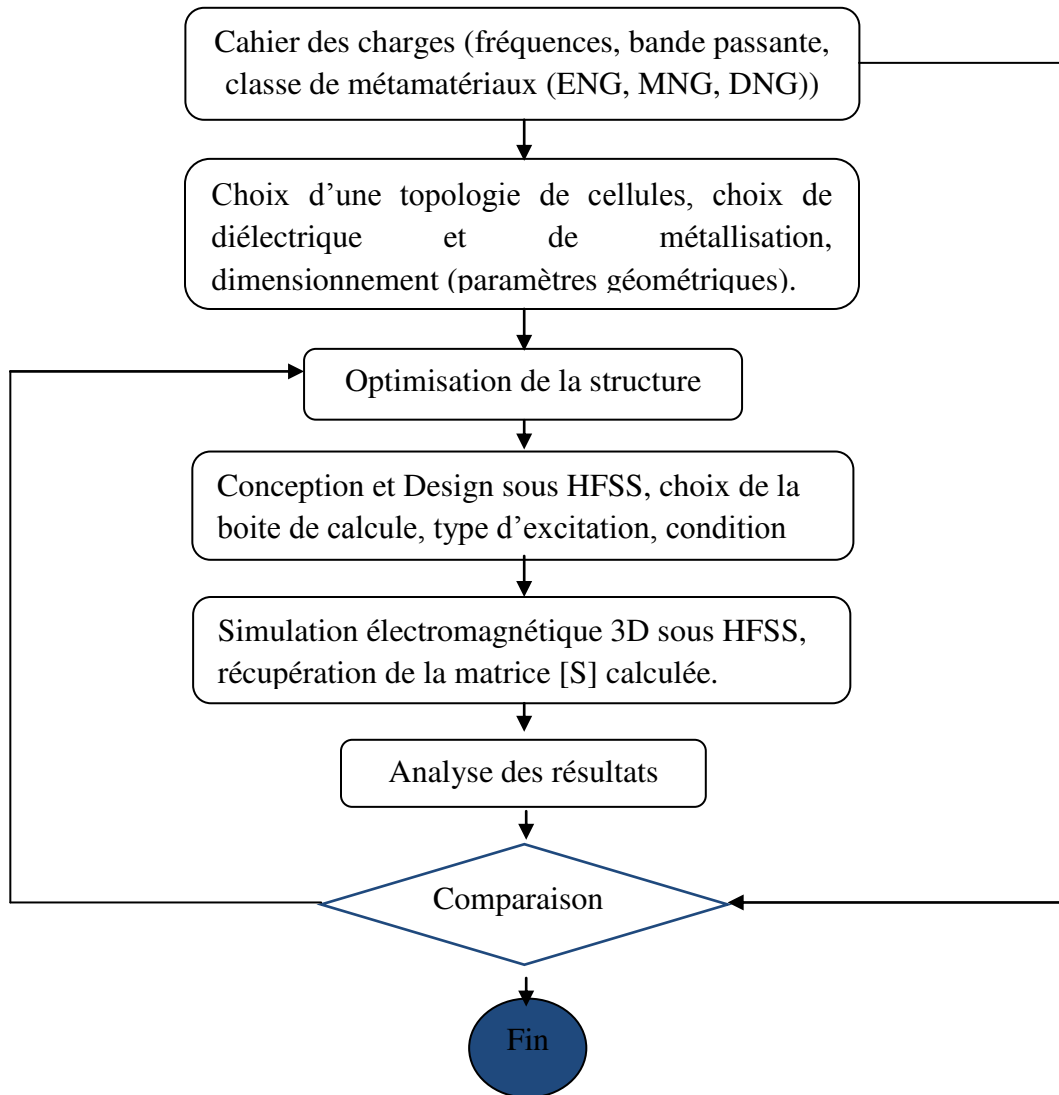 Cahier des charges (fréquences, bande passante,
classe de métamatériaux (ENG, MNG, DNG))
Choix d'une topologie de cellules, choix de
diélectrique et de métallisation,
dimensionnement (paramètres géométriques).
Optimisation de la structure
Conception et Design sous HFSS, choix de la
boite de calcule, type d'excitation, condition
Simulation électromagnétique 3D sous HFSS,
récupération de la matrice [S] calculée.
Analyse des résultats
Comparaison
Fin